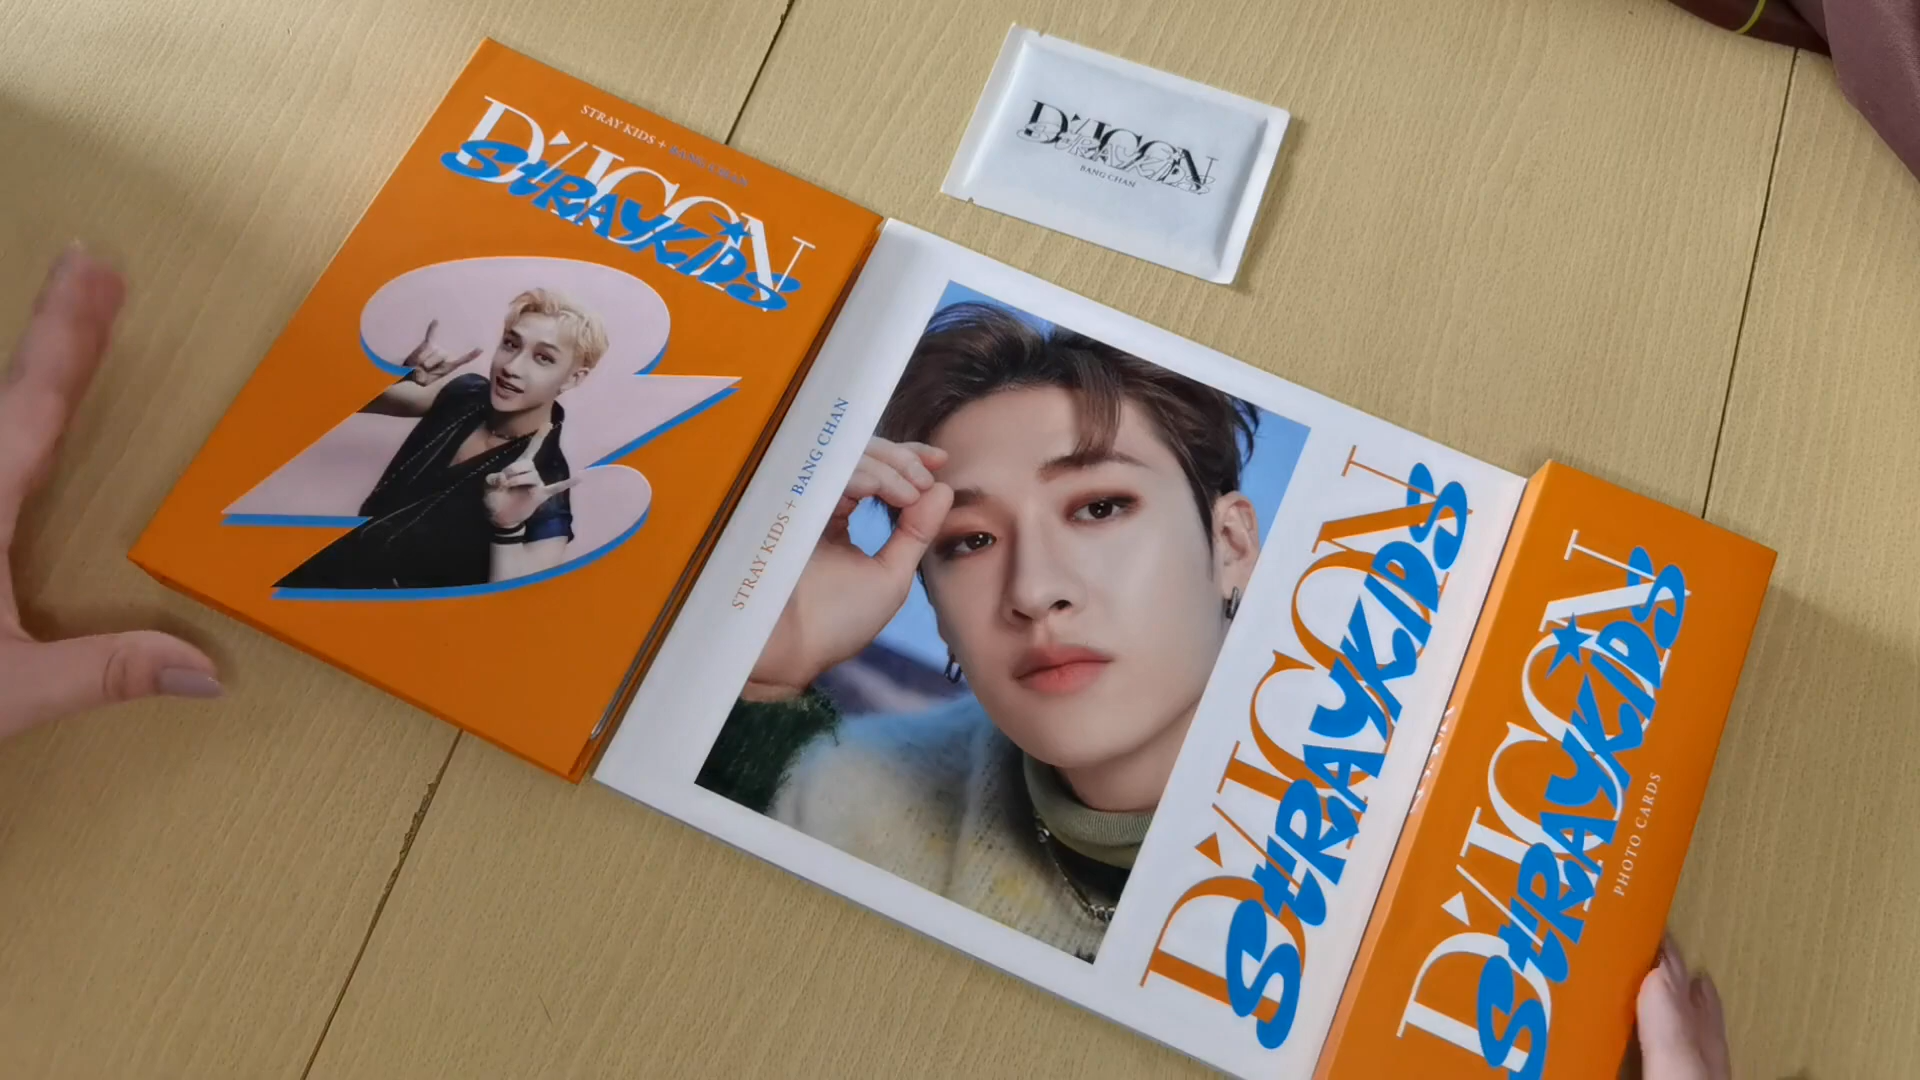 STRAY KIDS + BANG CHAN
D/ICON
STRAYKIDS
D/ICON
STRAYKIDS
BANG CHAN
STRAY KIDS + BANG CHAN
D/ICON
STRAYKIDS
D/ICON
STRAYKIDS
PHOTO CARDS